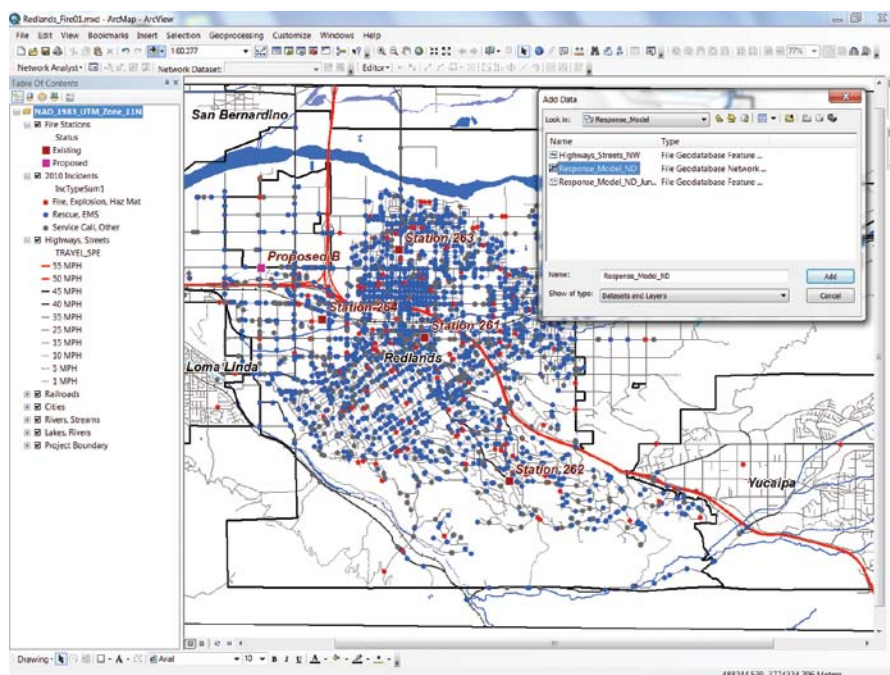 Redlands_Fire01.mxd - ArcMap - ArcView
File Edit View Bookmarks Insert Selection Geoprocessing Customize Windows Help
1:60,377
77%
Network Analyst
Network Dataset:
Editor
Table Of Contents
NAD_1983_UTM_Zone_11N
Fire Stations
Status
Existing
Proposed
2010 Incidents
IncTypeSum1
Fire, Explosion, Haz Mat
Rescue, EMS
Service Call, Other
Highways, Streets
TRAVEL_SPE
55 MPH
50 MPH
45 MPH
40 MPH
35 MPH
25 MPH
15 MPH
10 MPH
5 MPH
1 MPH
Railroads
Cities
Rivers, Streams
Lakes, Rivers
Project Boundary
San Bernardino
Station 263
Proposed B
Station 264
Station 261
Redlands
Loma Linda
Station 262
Yucaipa
Add Data
Look in: Response_Model
Name Type
Highways_Streets_NW File Geodatabase Feature ...
Response_Model_ND File Geodatabase Network ...
Response_Model_ND_Jun... File Geodatabase Feature ...
Name: Response_Model_ND Add
Show of type: Datasets and Layers Cancel
Drawing A Arial 10 B I U A